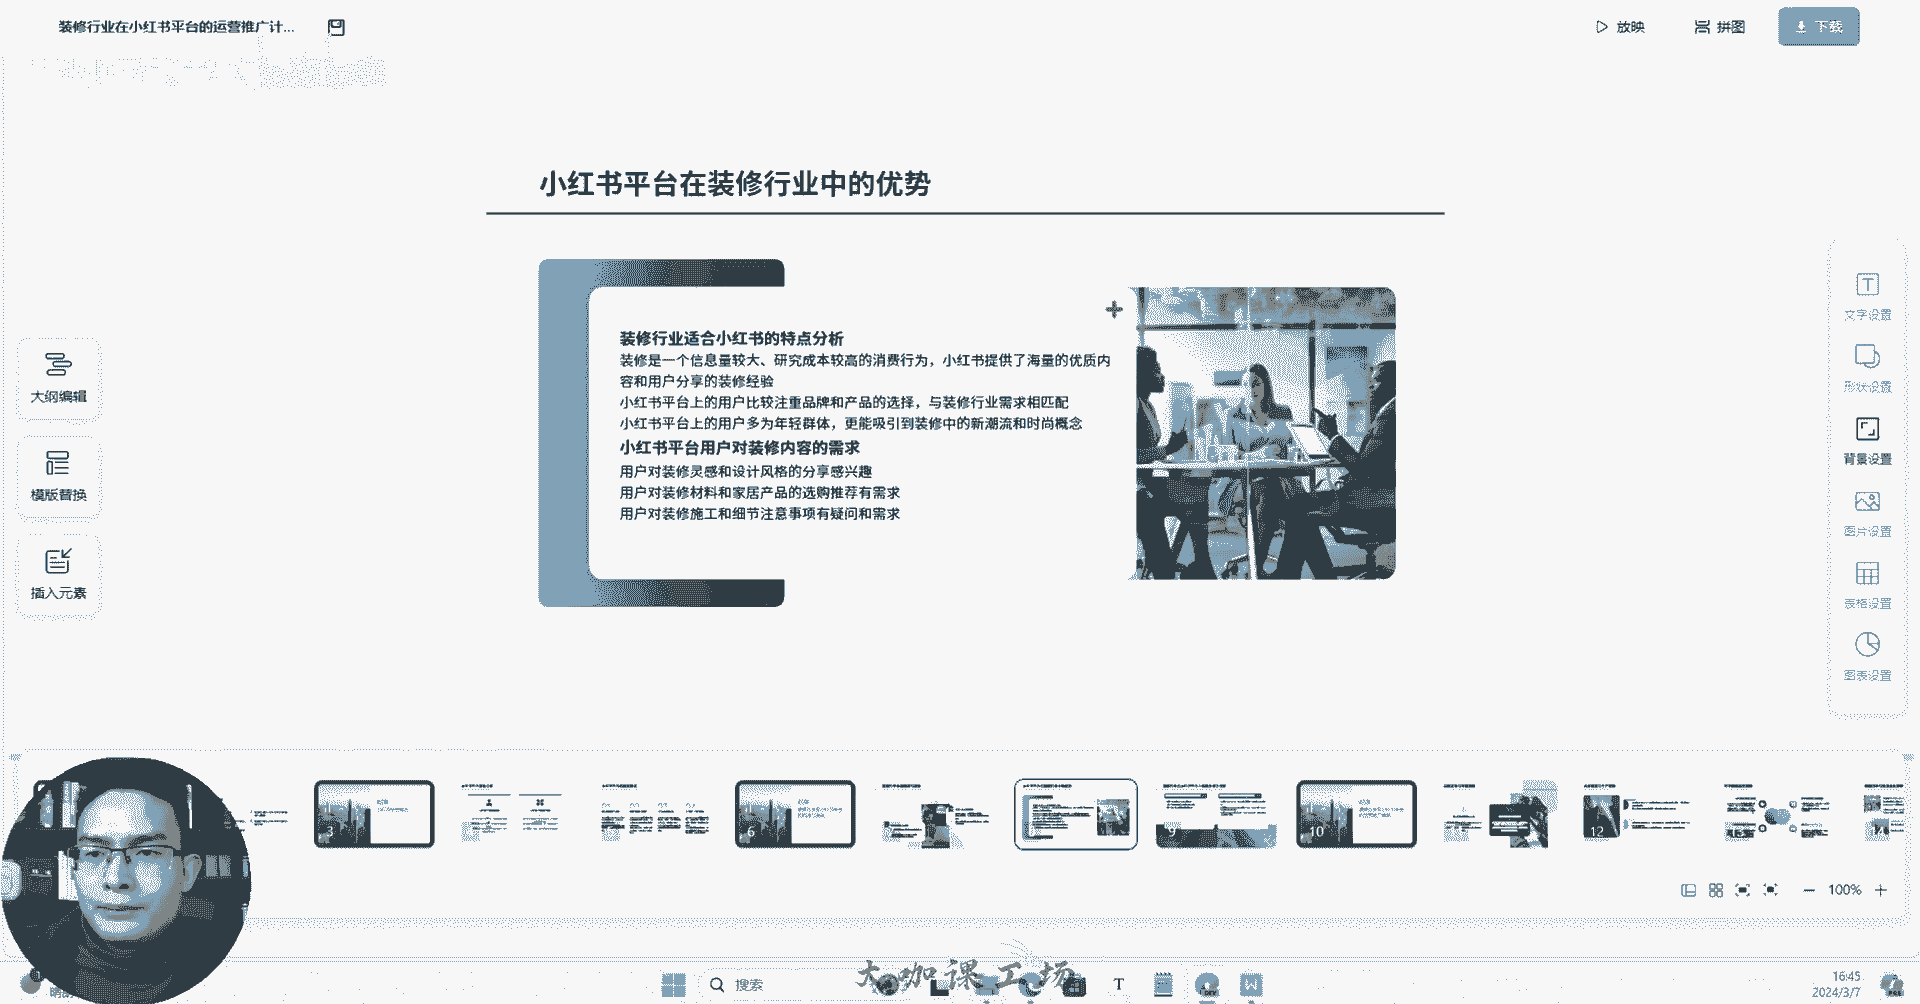 装修行业在小红书平台的运营推广计...
放映
拼图
下载
小红书平台在装修行业中的优势
装修行业适合小红书的特点分析
装修是一个信息量较大、研究成本较高的消费行为，小红书提供了海量的优质内
容和用户分享的装修经验
小红书平台上的用户比较注重品牌和产品的选择，与装修行业需求相匹配
小红书平台上的用户多为年轻群体，更能吸引到装修中的新潮流和时尚概念
小红书平台用户对装修内容的需求
用户对装修灵感和设计风格的分享感兴趣
用户对装修材料和家居产品的选购推荐有需求
用户对装修施工和细节注意事项有疑问和需求
大纲编辑
模版替换
插入元素
文字设置
形状设置
背景设置
图片设置
表格设置
图表设置
3
6
9
10
12
13
14
100%
搜索
大咖课工场
16:45
2024/3/7